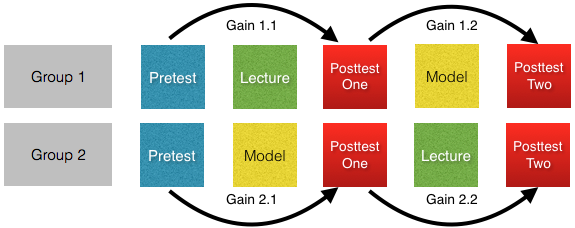 Gain 1.1
Gain 1.2
Group 1
Pretest
Lecture
Posttest
One
Model
Posttest
Two
Group 2
Pretest
Model
Posttest
One
Lecture
Posttest
Two
Gain 2.1
Gain 2.2